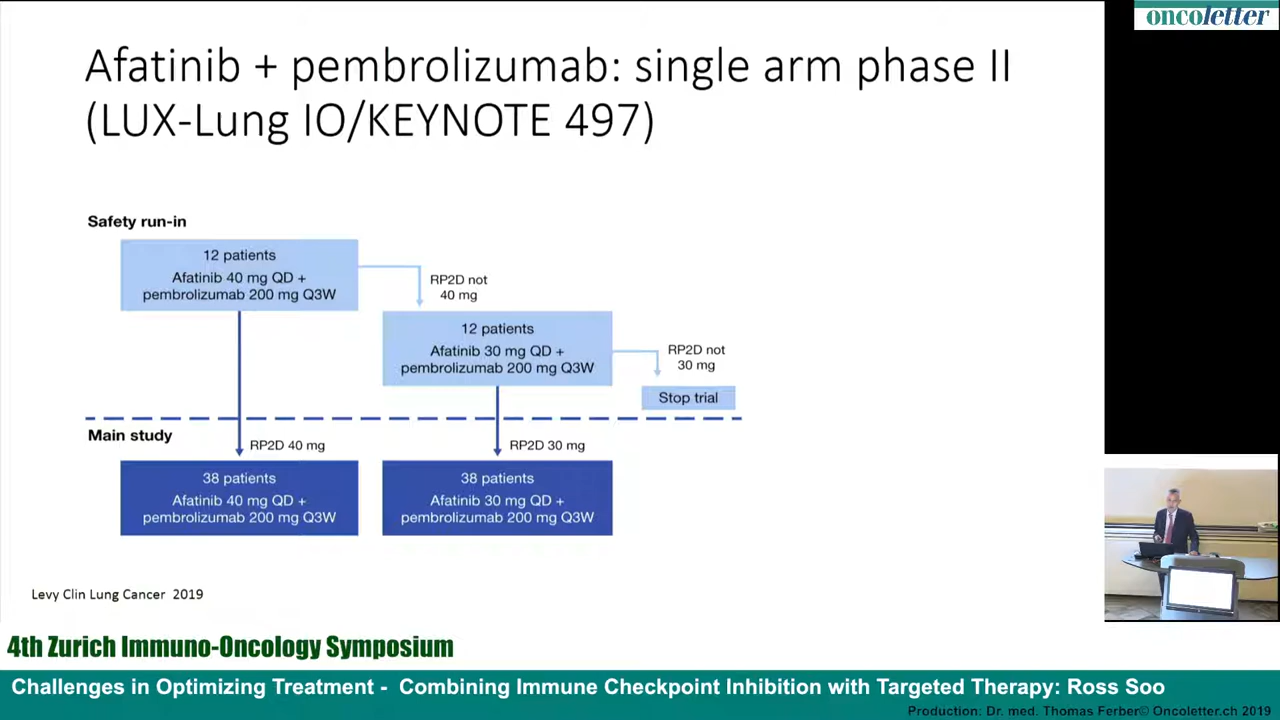 oncoletter
Afatinib + pembrolizumab: single arm phase II
(LUX-Lung IO/KEYNOTE 497)
Safety run-in
12 patients
Afatinib 40 mg QD +
pembrolizumab 200 mg Q3W
RP2D not
40 mg
12 patients
Afatinib 30 mg QD +
pembrolizumab 200 mg Q3W
RP2D not
30 mg
Stop trial
Main study
RP2D 40 mg
RP2D 30 mg
38 patients
Afatinib 40 mg QD +
pembrolizumab 200 mg Q3W
38 patients
Afatinib 30 mg QD +
pembrolizumab 200 mg Q3W
Levy Clin Lung Cancer 2019
4th Zurich Immuno-Oncology Symposium
Challenges in Optimizing Treatment - Combining Immune Checkpoint Inhibition with Targeted Therapy: Ross Soo
Production: Dr. med. Thomas Ferber© Oncoletter.ch 2019